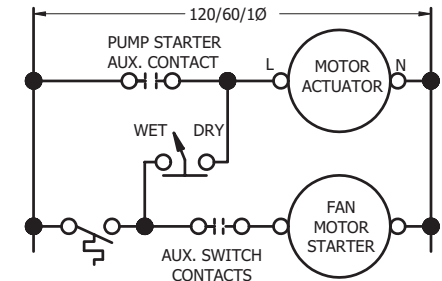 120/60/1Ø
PUMP STARTER
AUX. CONTACT
L
MOTOR
ACTUATOR
N
WET
DRY
FAN
MOTOR
STARTER
AUX. SWITCH
CONTACTS